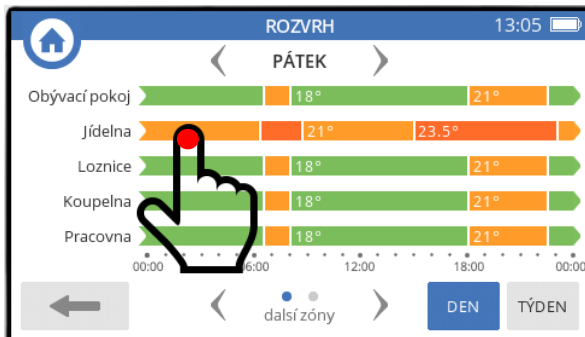 ROZVRH 13:05
PÁTEK
Obývací pokoj 18° 21°
Jídelna 21° 23.5°
Loznice 18° 21°
Koupelna 18° 21°
Pracovna 18° 21°
00:00 06:00 12:00 18:00 00:00
dalsí zóny
DEN TÝDEN